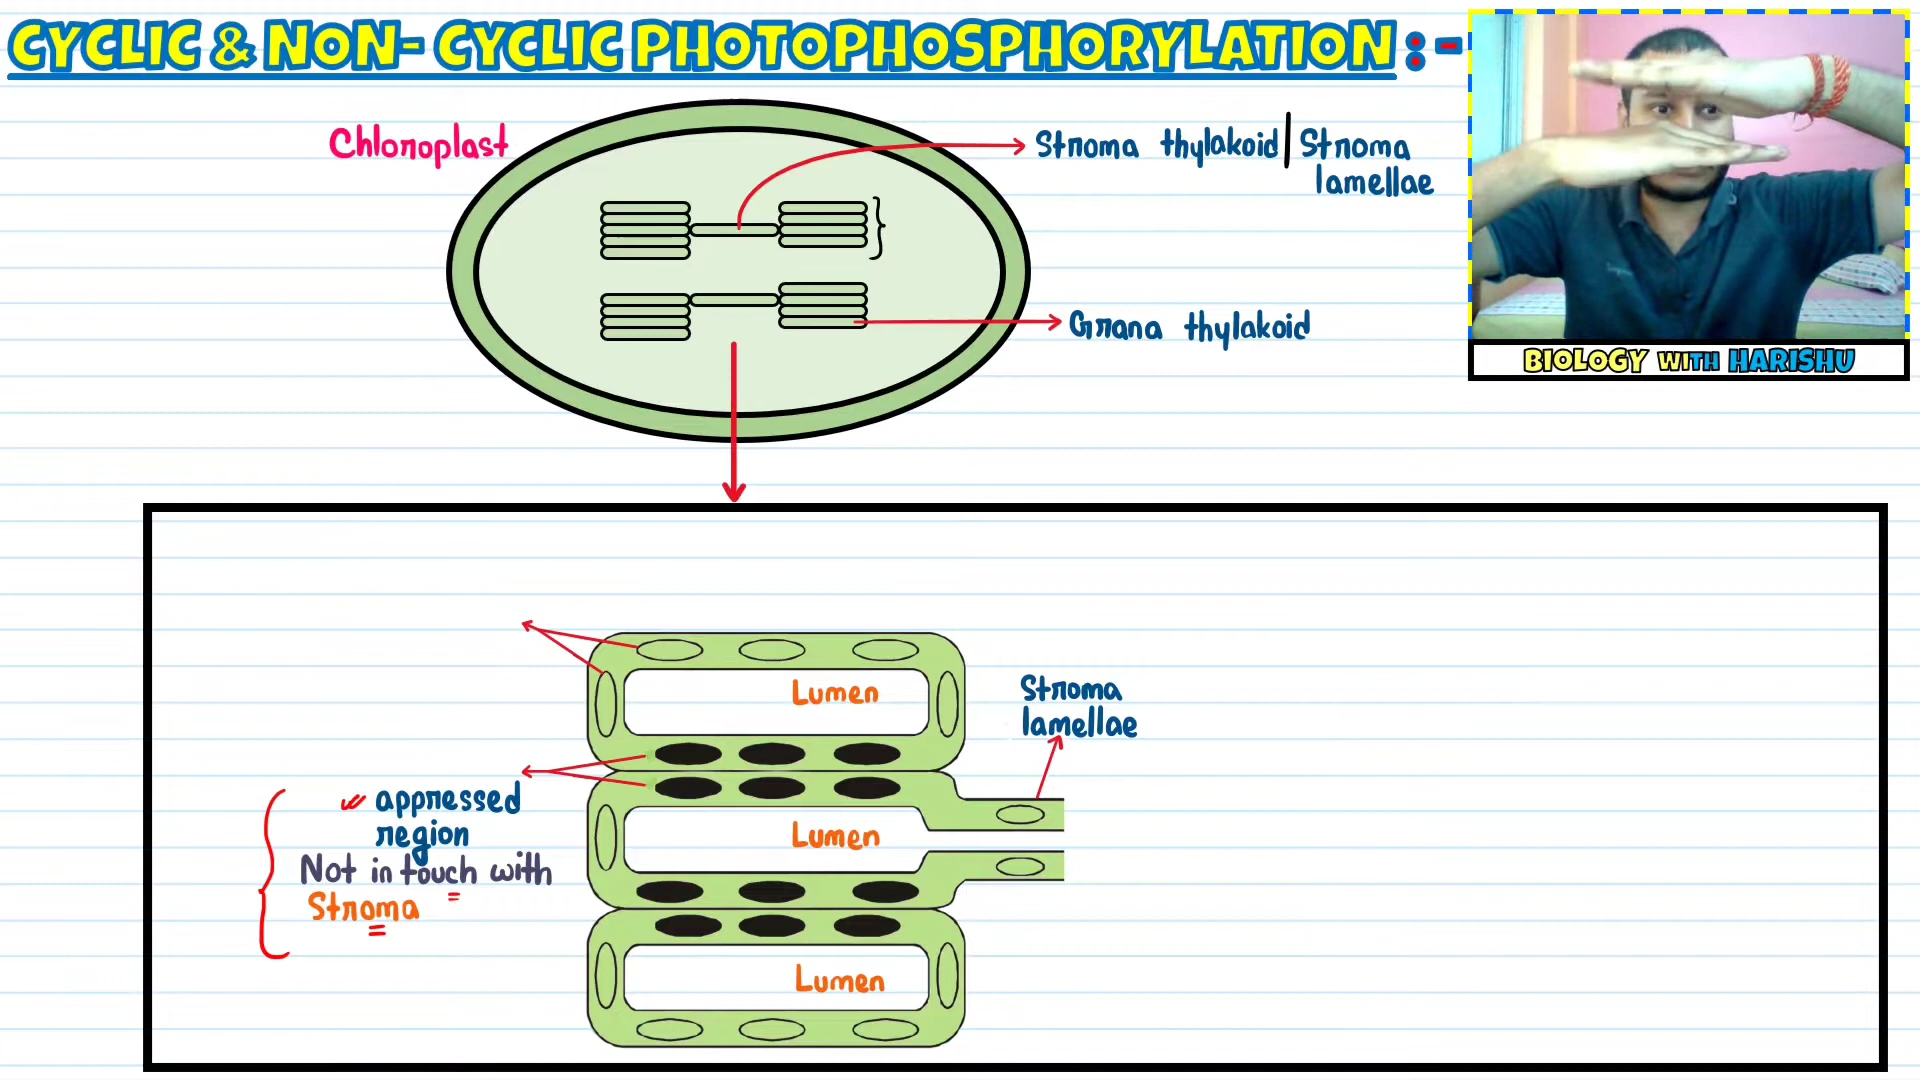 CYCLIC & NON- CYCLIC PHOTOPHOSPHORYLATION :-
Chloroplast
Stroma thylakoid | Stroma
lamellae
Grana thylakoid
BIOLOGY WITH HARISHU
Lumen
Stroma
lamellae
appressed
region
Lumen
Not in touch with
Stroma
Lumen